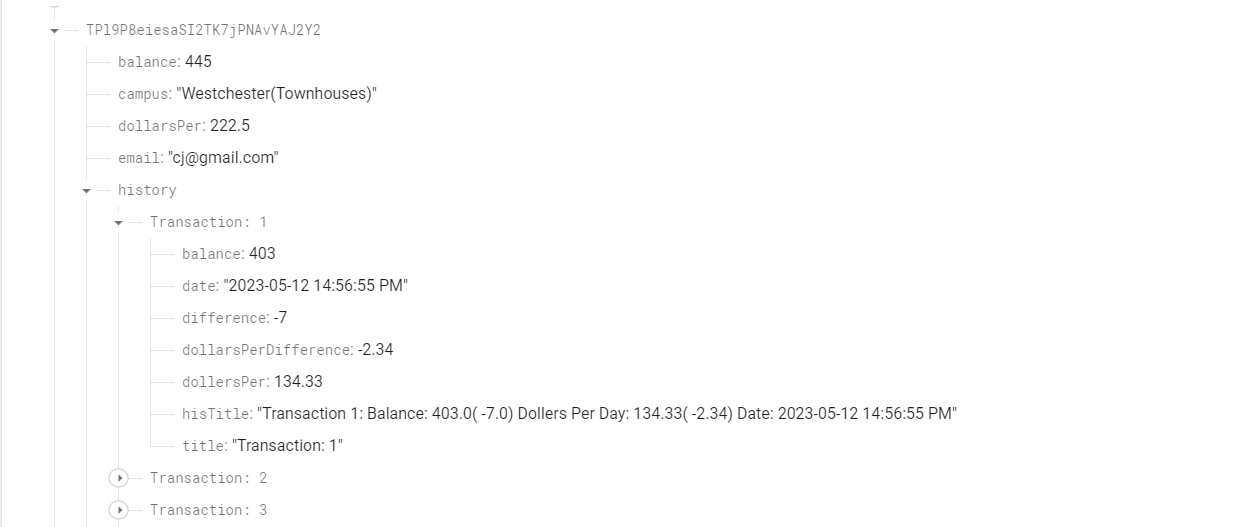 TPl9P8eiesaSI2TK7jPNAvYAJ2Y2
balance: 445
campus: "Westchester(Townhouses)"
dollarsPer: 222.5
email: "cj@gmail.com"
history
Transaction: 1
balance: 403
date: "2023-05-12 14:56:55 PM"
difference: -7
dollarsPerDifference: -2.34
dollersPer: 134.33
hisTitle: "Transaction 1: Balance: 403.0( -7.0) Dollers Per Day: 134.33( -2.34) Date: 2023-05-12 14:56:55 PM"
title: "Transaction: 1"
Transaction: 2
Transaction: 3